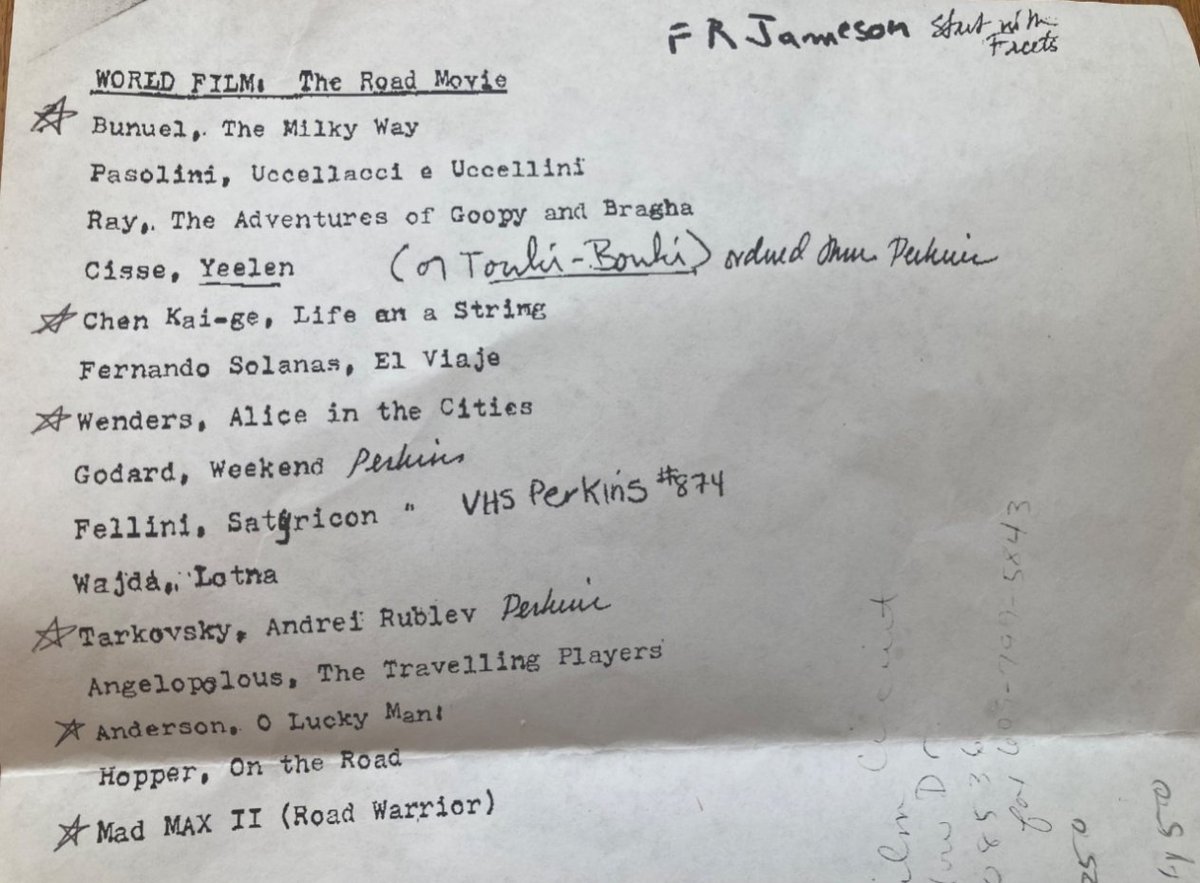 F R Jameson start with
Facets
WORLD FILM: The Road Movie
Bunuel, The Milky Way
Pasolini, Uccellacci e Uccellini
Ray, The Adventures of Goopy and Bragha
Cisse, Yeelen (or Touki-Bouki) ordered thru Perkins
Chen Kai-ge, Life on a String
Fernando Solanas, El Viaje
Wenders, Alice in the Cities
Godard, Weekend Perkins
Fellini, Satyricon " VHS Perkins #874
Wajda, Lotna
Tarkovsky, Andrei Rublev Perkins
Angelopolous, The Travelling Players
Anderson, O Lucky Man!
Hopper, On the Road
Mad MAX II (Road Warrior)